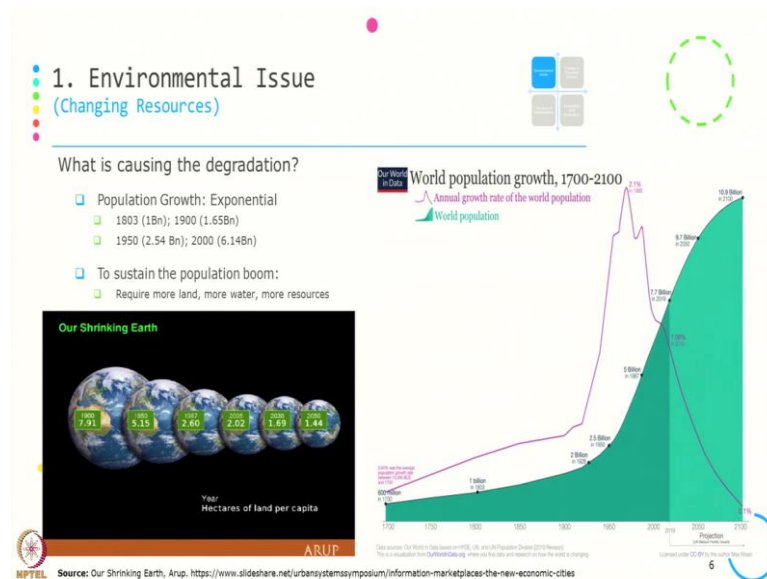 1. Environmental Issue
(Changing Resources)
What is causing the degradation?
Population Growth: Exponential
1803 (1Bn); 1900 (1.65Bn)
1950 (2.54 Bn); 2000 (6.14Bn)
To sustain the population boom:
Require more land, more water, more resources
Our Shrinking Earth
1900 1950 1987 2005 2030 2050
7.91 5.15 2.60 2.02 1.69 1.44
Year
Hectares of land per capita
ARUP
Our World
in Data
World population growth, 1700-2100
Annual growth rate of the world population
World population
2.1%
10.9 Billion
in 2100
9.7 Billion
in 2050
7.7 Billion
in 2019
1.08%
5 Billion
in 1987
2.5 Billion
in 1950
2 Billion
in 1928
1 billion
in 1803
600 million
in 1700
0.1%
1700 1750 1800 1850 1900 1950 2000 2050 2100
2019
Projection
NPTEL
Source: Our Shrinking Earth, Arup. https://www.slideshare.net/urbansystemssymposium/information-marketplaces-the-new-economic-cities
6